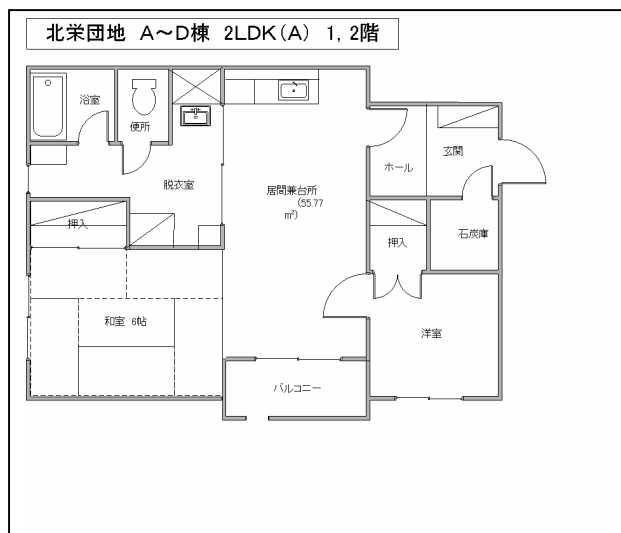 北栄団地 A～D棟 2LDK(A) 1, 2階
浴室
便所
玄関
ホール
脱衣室
居間兼台所
(55.77
㎡)
押入
石炭庫
押入
和室 6帖
洋室
バルコニー